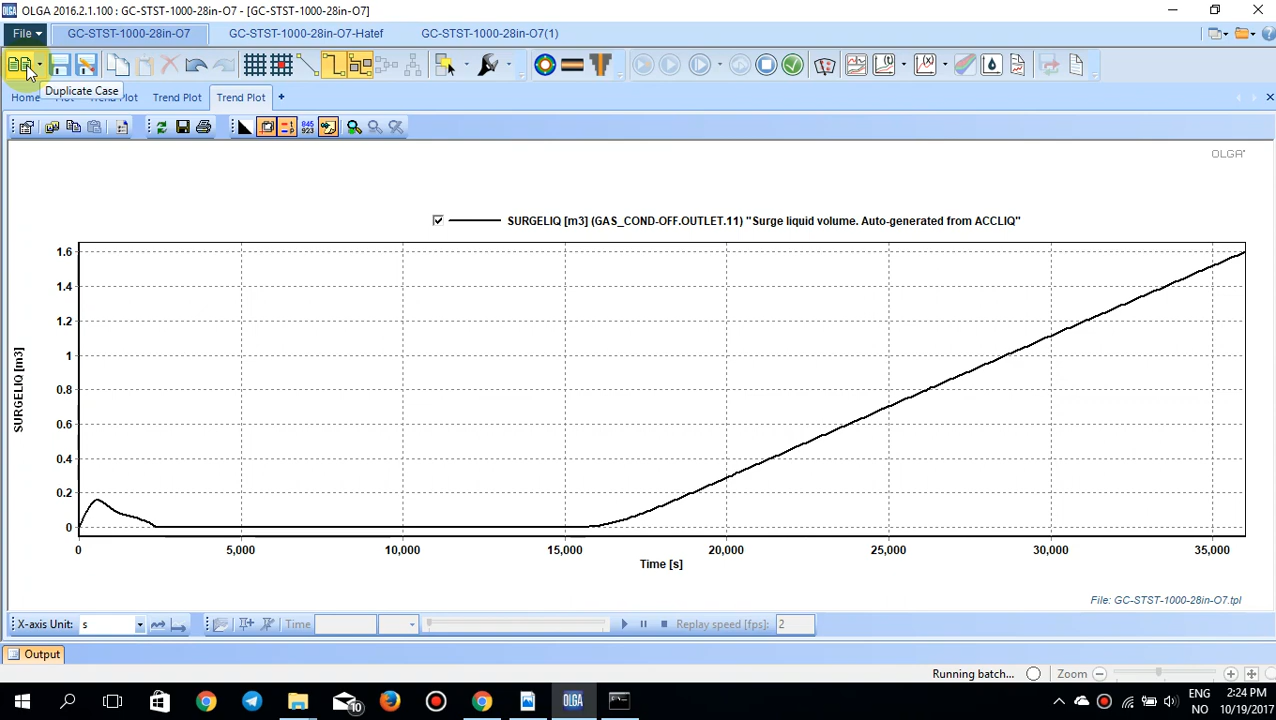 OLGA 2016.2.1.100 : GC-STST-1000-28in-O7 - [GC-STST-1000-28in-O7]
File
GC-STST-1000-28in-O7
GC-STST-1000-28in-O7-Hatef
GC-STST-1000-28in-O7(1)
Duplicate Case
Home
Plot
Trend Plot
Trend Plot
845
923
OLGA
SURGELIQ [m3] (GAS_COND-OFF.OUTLET.11) "Surge liquid volume. Auto-generated from ACCLIQ"
1.6
1.4
1.2
1
0.8
0.6
0.4
0.2
0
SURGELIQ [m3]
0
5,000
10,000
15,000
20,000
25,000
30,000
35,000
Time [s]
File: GC-STST-1000-28in-O7.tpl
X-axis Unit:
s
Time
Replay speed [fps]:
2
Output
Running batch...
Zoom
10
ENG
NO
2:24 PM
10/19/2017